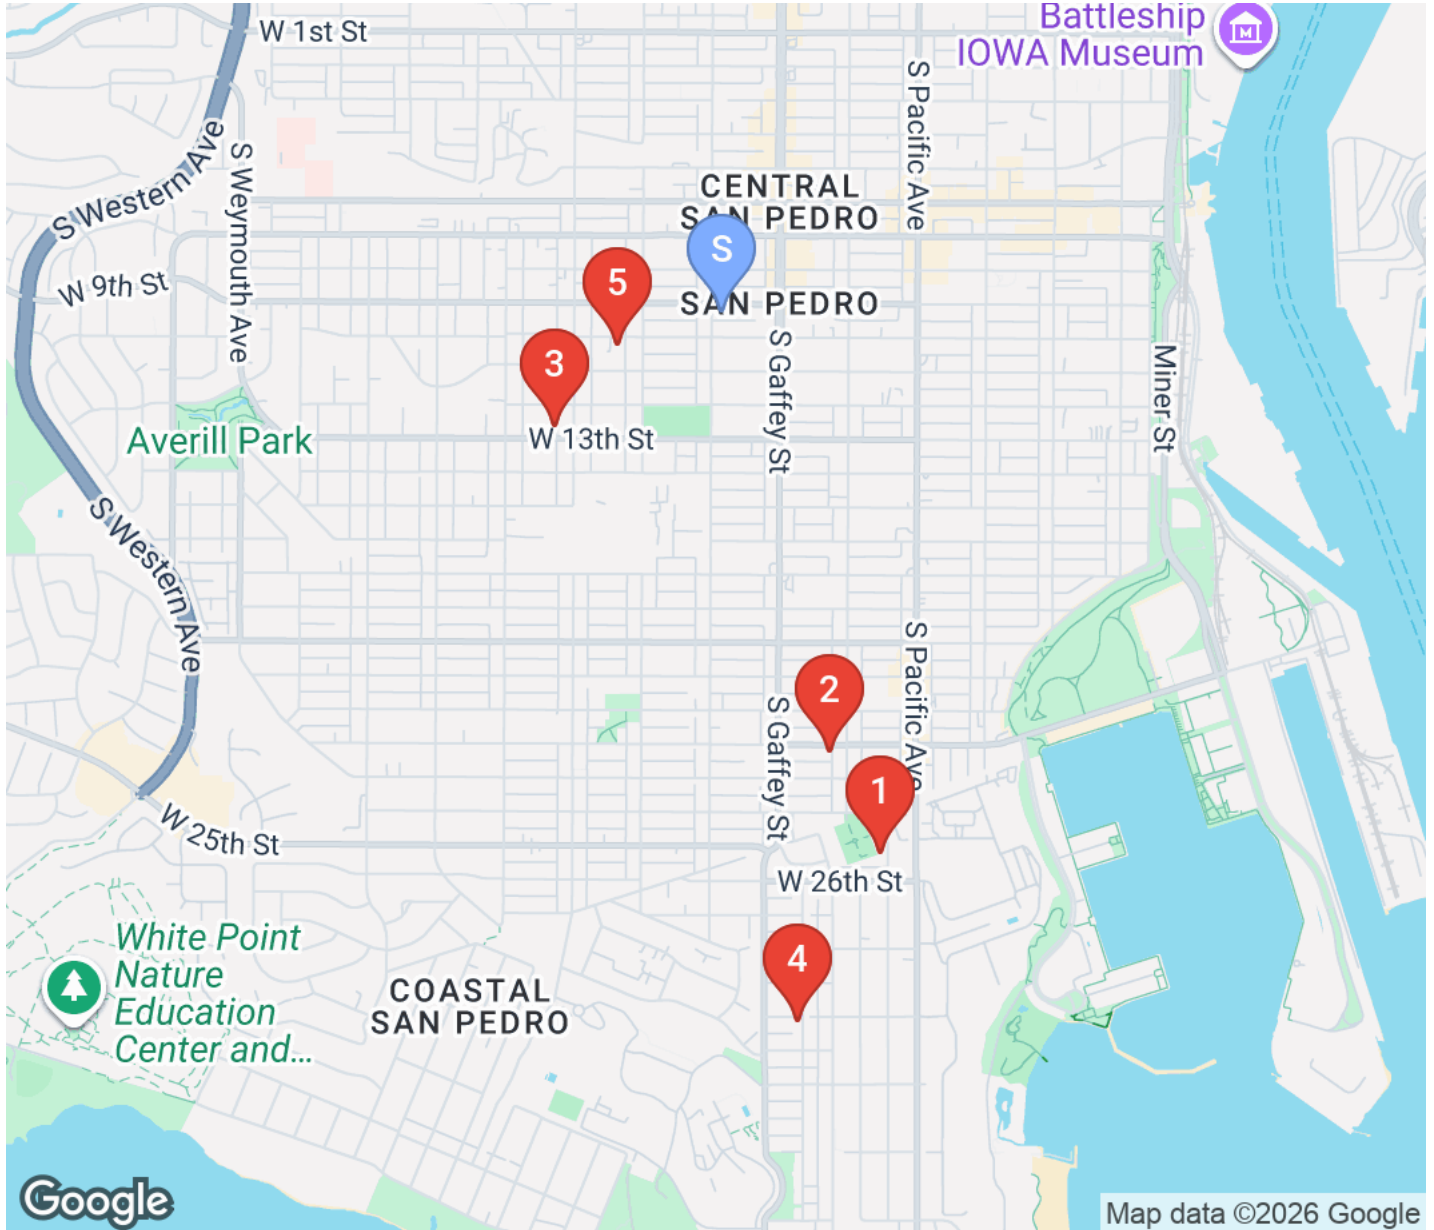 W 1st St
Battleship
IOWA Museum
S Pacific Ave
S Western Ave
S Weymouth Ave
CENTRAL
SAN PEDRO
S
5
W 9th St
SAN PEDRO
3
S Gaffey St
Miner St
Averill Park
W 13th St
S Western Ave
S Pacific Ave
2
S Gaffey St
1
W 25th St
W 26th St
White Point
Nature
Education
Center and...
4
COASTAL
SAN PEDRO
Google
Map data ©2026 Google